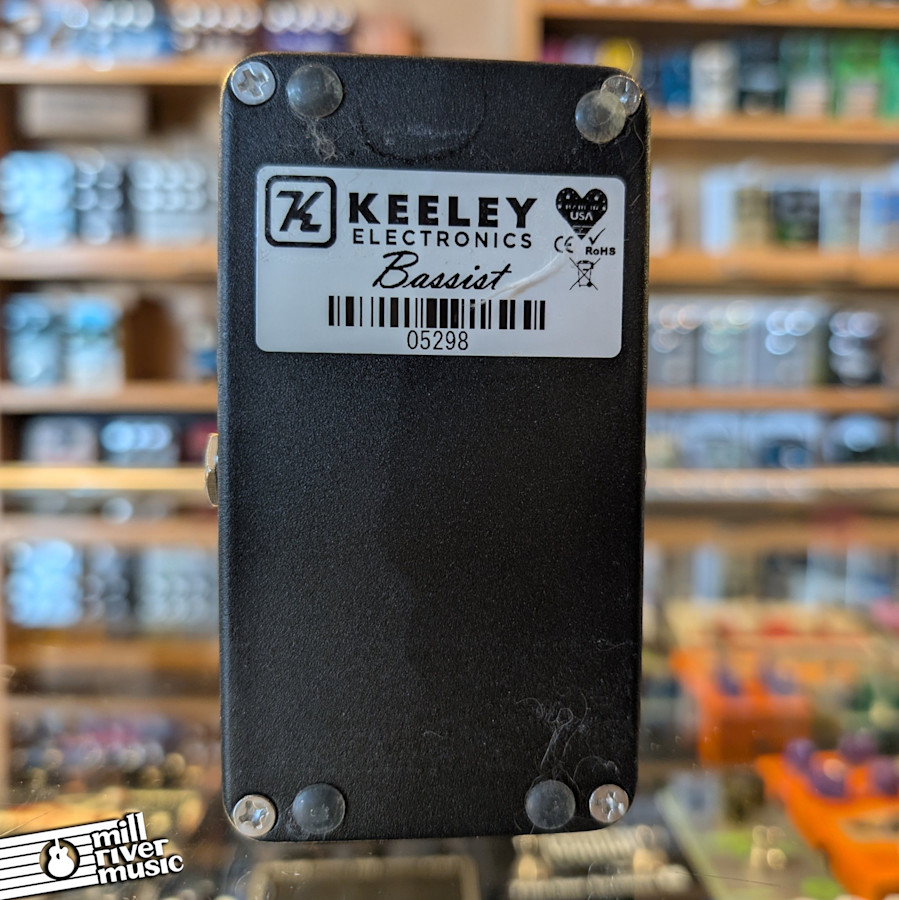 K KEELEY
ELECTRONICS
USA
CE RoHS
Bassist
05298
mill
river
music